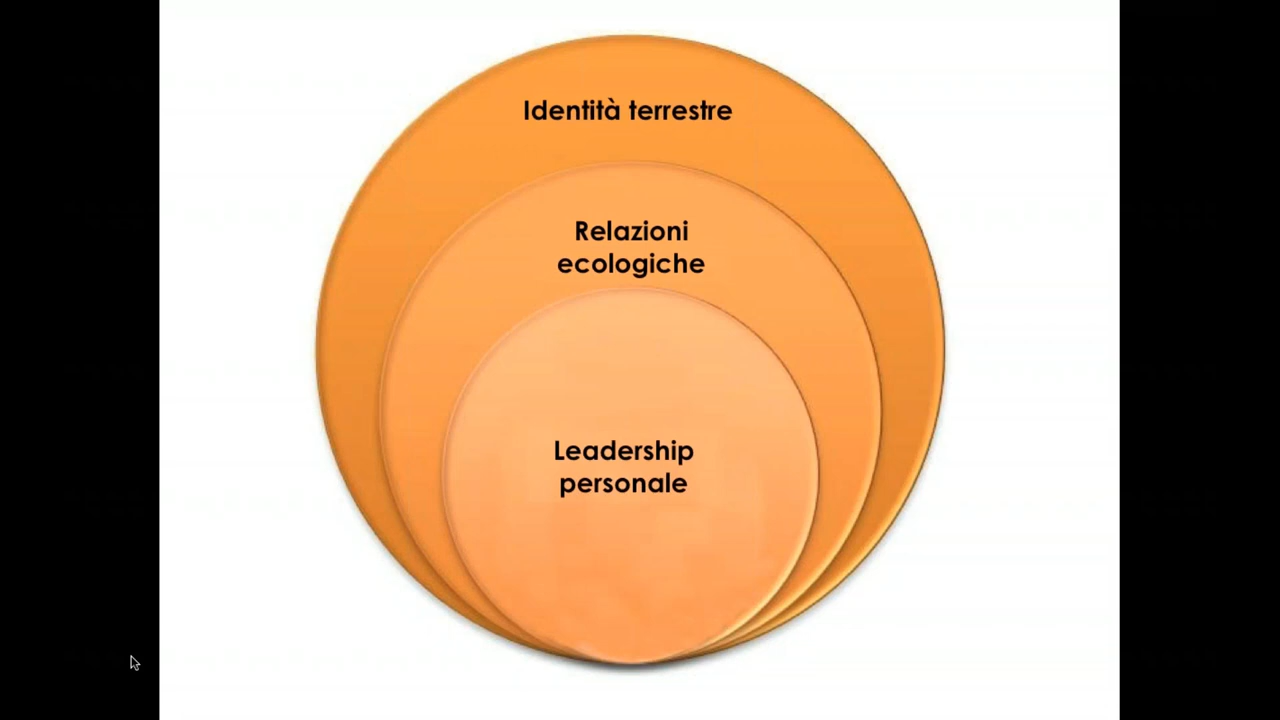 Identità terrestre
Relazioni
ecologiche
Leadership
personale